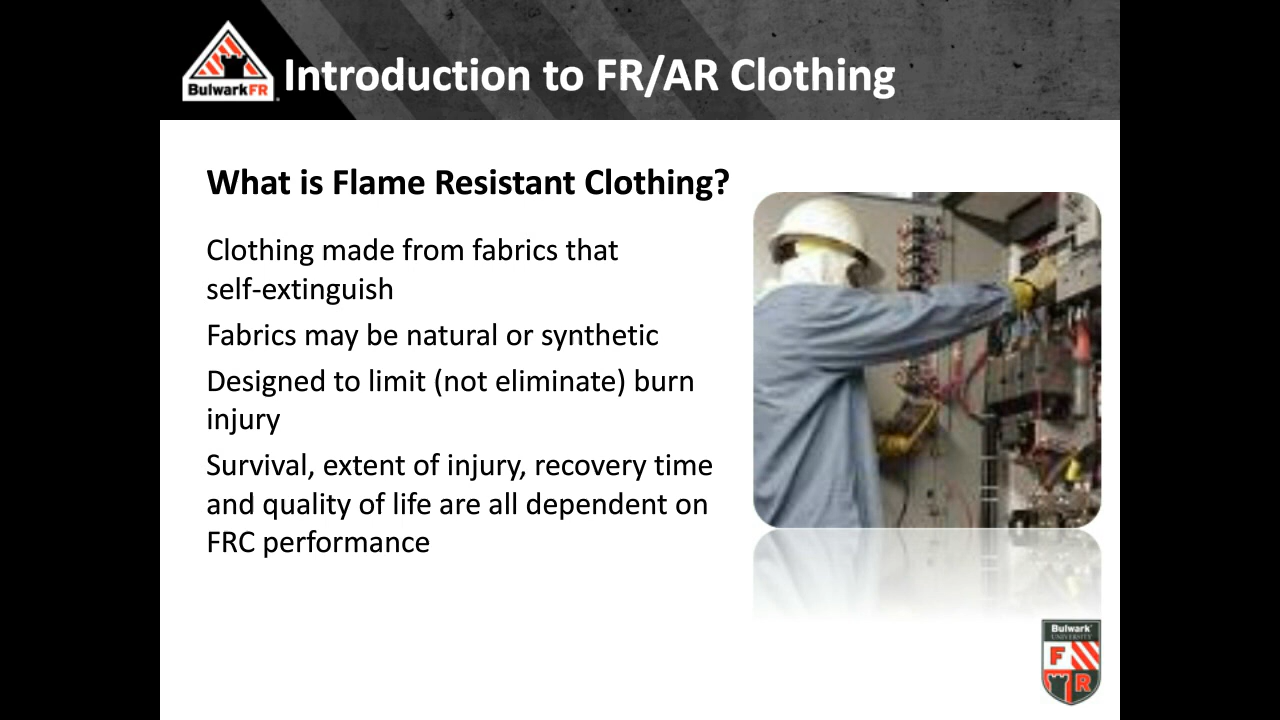 BulwarkFR
Introduction to FR/AR Clothing
What is Flame Resistant Clothing?
Clothing made from fabrics that
self-extinguish
Fabrics may be natural or synthetic
Designed to limit (not eliminate) burn
injury
Survival, extent of injury, recovery time
and quality of life are all dependent on
FRC performance
Bulwark
UNIVERSITY
F
R